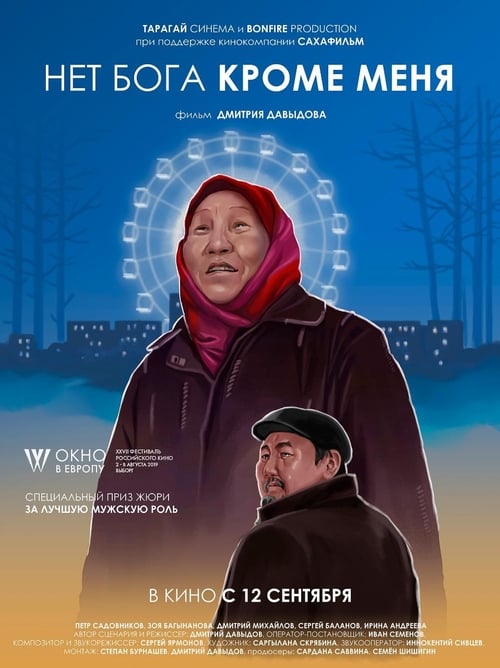 ТАРАГАЙ СИНЕМА и BONFIRE PRODUCTION
при поддержке кинокомпании САХАФИЛЬМ
НЕТ БОГА КРОМЕ МЕНЯ
фильм ДМИТРИЯ ДАВЫДОВА
W ОКНО
В ЕВРОПУ
XXVII ФЕСТИВАЛЬ
РОССИЙСКОГО КИНО
2 - 8 АВГУСТА 2019
ВЫБОРГ
СПЕЦИАЛЬНЫЙ ПРИЗ ЖЮРИ
ЗА ЛУЧШУЮ МУЖСКУЮ РОЛЬ
В КИНО С 12 СЕНТЯБРЯ
ПЕТР САДОВНИКОВ, ЗОЯ БАГЫНАНОВА, ДМИТРИЙ МИХАЙЛОВ, СЕРГЕЙ БАЛАНОВ, ИРИНА АНДРЕЕВА
АВТОР СЦЕНАРИЯ И РЕЖИССЕР: ДМИТРИЙ ДАВЫДОВ, ОПЕРАТОР-ПОСТАНОВЩИК: ИВАН СЕМЕНОВ,
КОМПОЗИТОР И ЗВУКОРЕЖИССЕР: СЕРГЕЙ ЯРМОНОВ, ХУДОЖНИК: САРГЫЛАНА СКРЯБИНА, ЗВУКООПЕРАТОР: ИННОКЕНТИЙ СИВЦЕВ,
МОНТАЖ: СТЕПАН БУРНАШЕВ, ДМИТРИЙ ДАВЫДОВ, продюсеры: САРДАНА САВВИНА, СЕМЁН ШИШИГИН